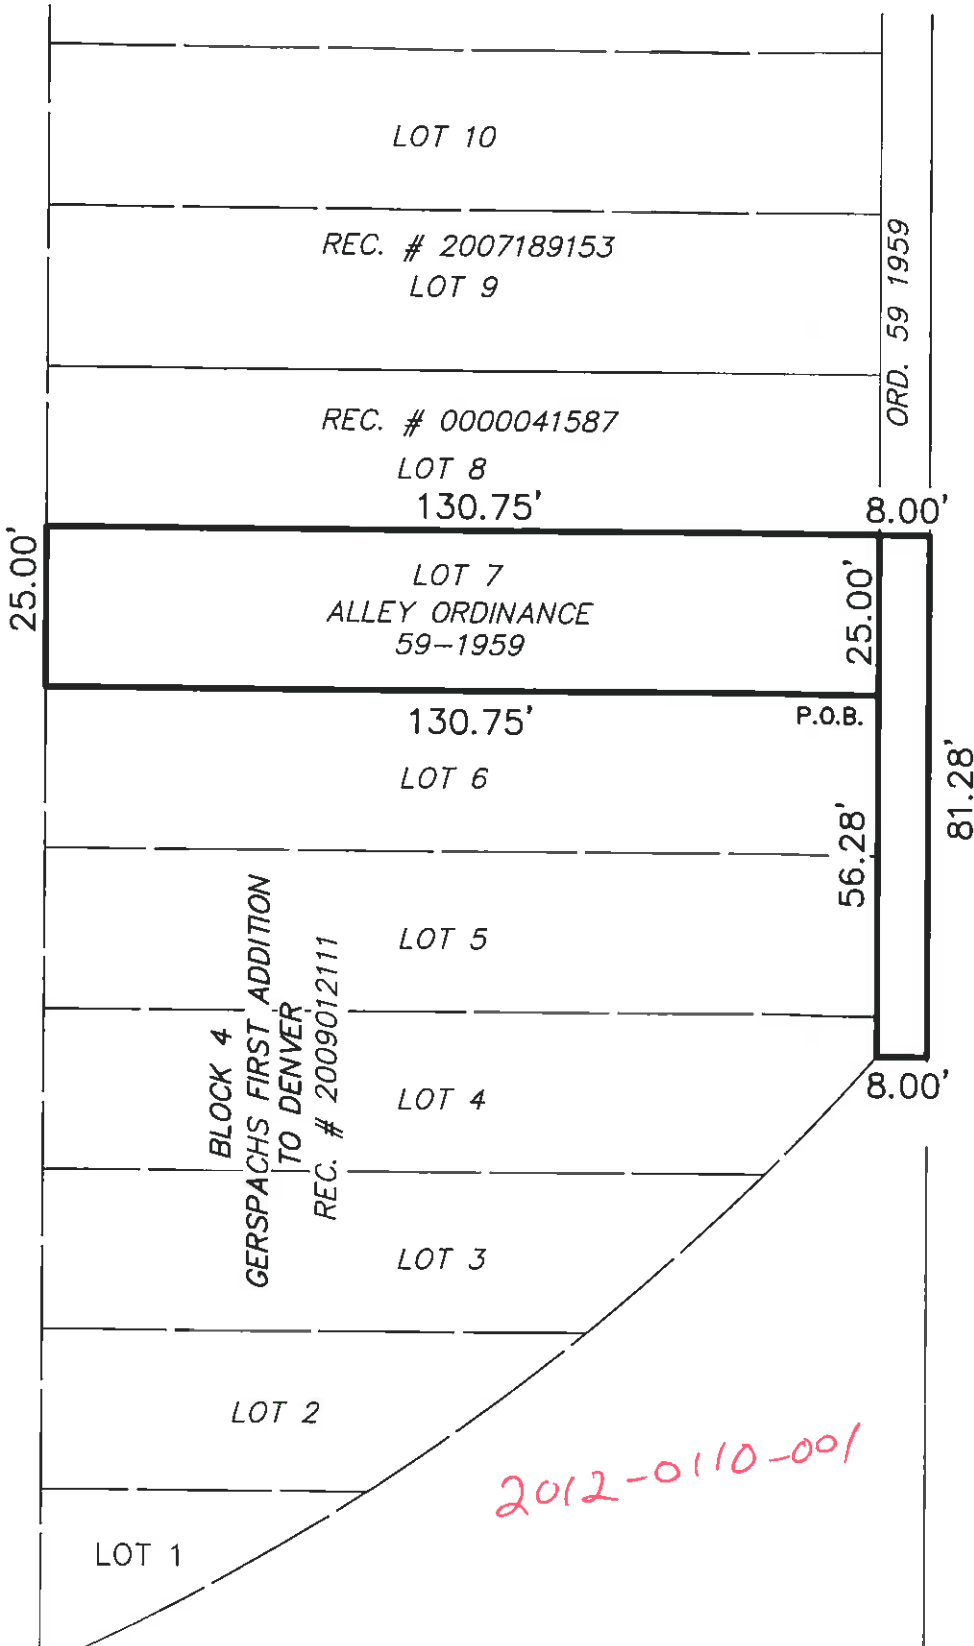 LOT 10
REC. # 2007189153
LOT 9
ORD. 59 1959
REC. # 0000041587
LOT 8
130.75'
8.00'
25.00'
LOT 7
ALLEY ORDINANCE
59-1959
25.00'
130.75'
P.O.B.
LOT 6
56.28'
81.28'
LOT 5
BLOCK 4
GERSPACHS FIRST ADDITION
TO DENVER
REC. # 2009012111
LOT 4
8.00'
LOT 3
LOT 2
2012-0110-001
LOT 1